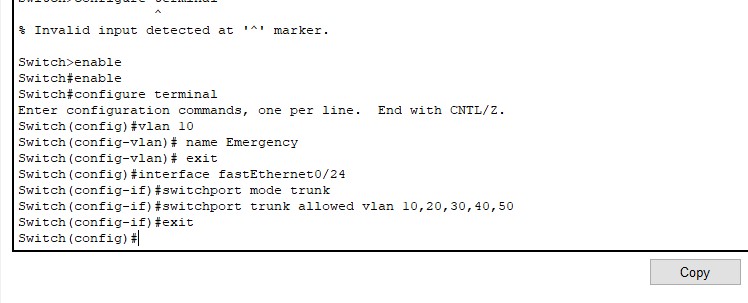 ^
% Invalid input detected at '^' marker.
Switch>enable
Switch#enable
Switch#configure terminal
Enter configuration commands, one per line.  End with CNTL/Z.
Switch(config)#vlan 10
Switch(config-vlan)# name Emergency
Switch(config-vlan)# exit
Switch(config)#interface fastEthernet0/24
Switch(config-if)#switchport mode trunk
Switch(config-if)#switchport trunk allowed vlan 10,20,30,40,50
Switch(config-if)#exit
Switch(config)#
Copy